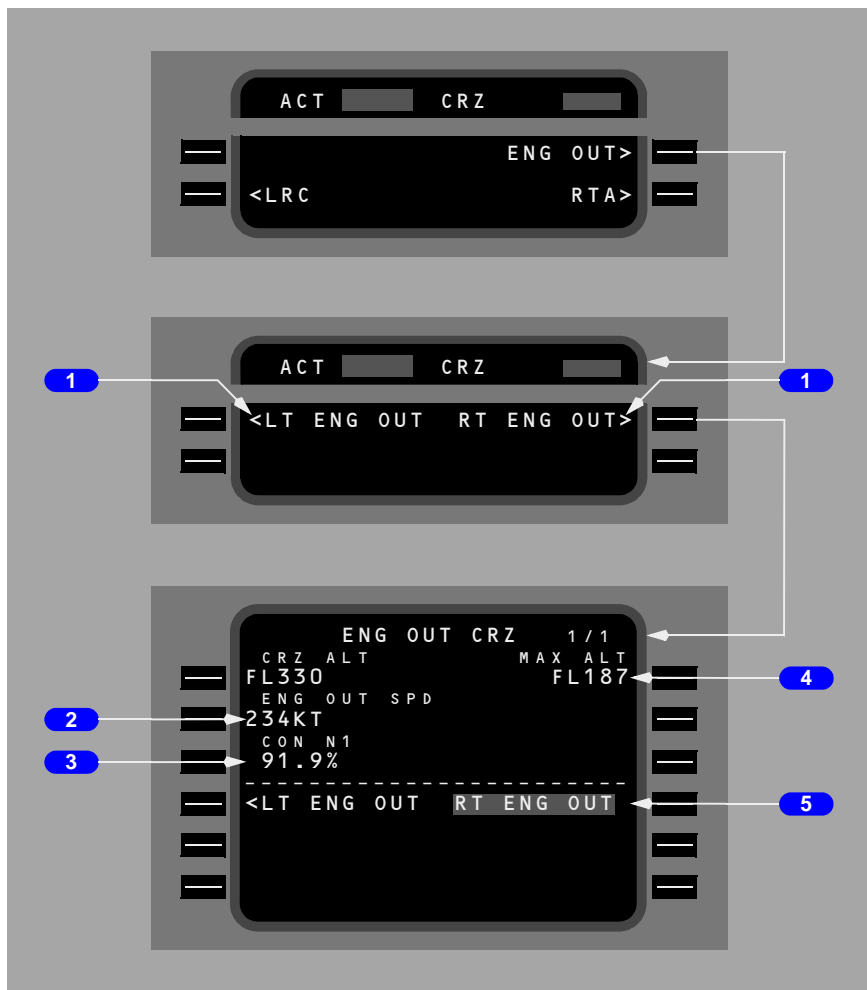 ACT CRZ
ENG OUT>
<LRC RTA>
ACT CRZ
1 1
<LT ENG OUT RT ENG OUT>
ENG OUT CRZ 1/1
CRZ ALT MAX ALT
FL330 FL187 4
ENG OUT SPD
2 234KT
CON N1
3 91.9%
------------------------
<LT ENG OUT RT ENG OUT 5